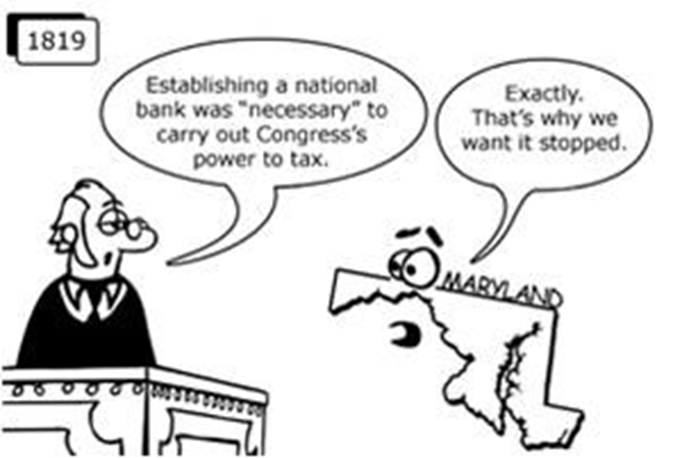 1819
Establishing a national
bank was “necessary” to
carry out Congress’s
power to tax.
Exactly.
That’s why we
want it stopped.
MARYLAND